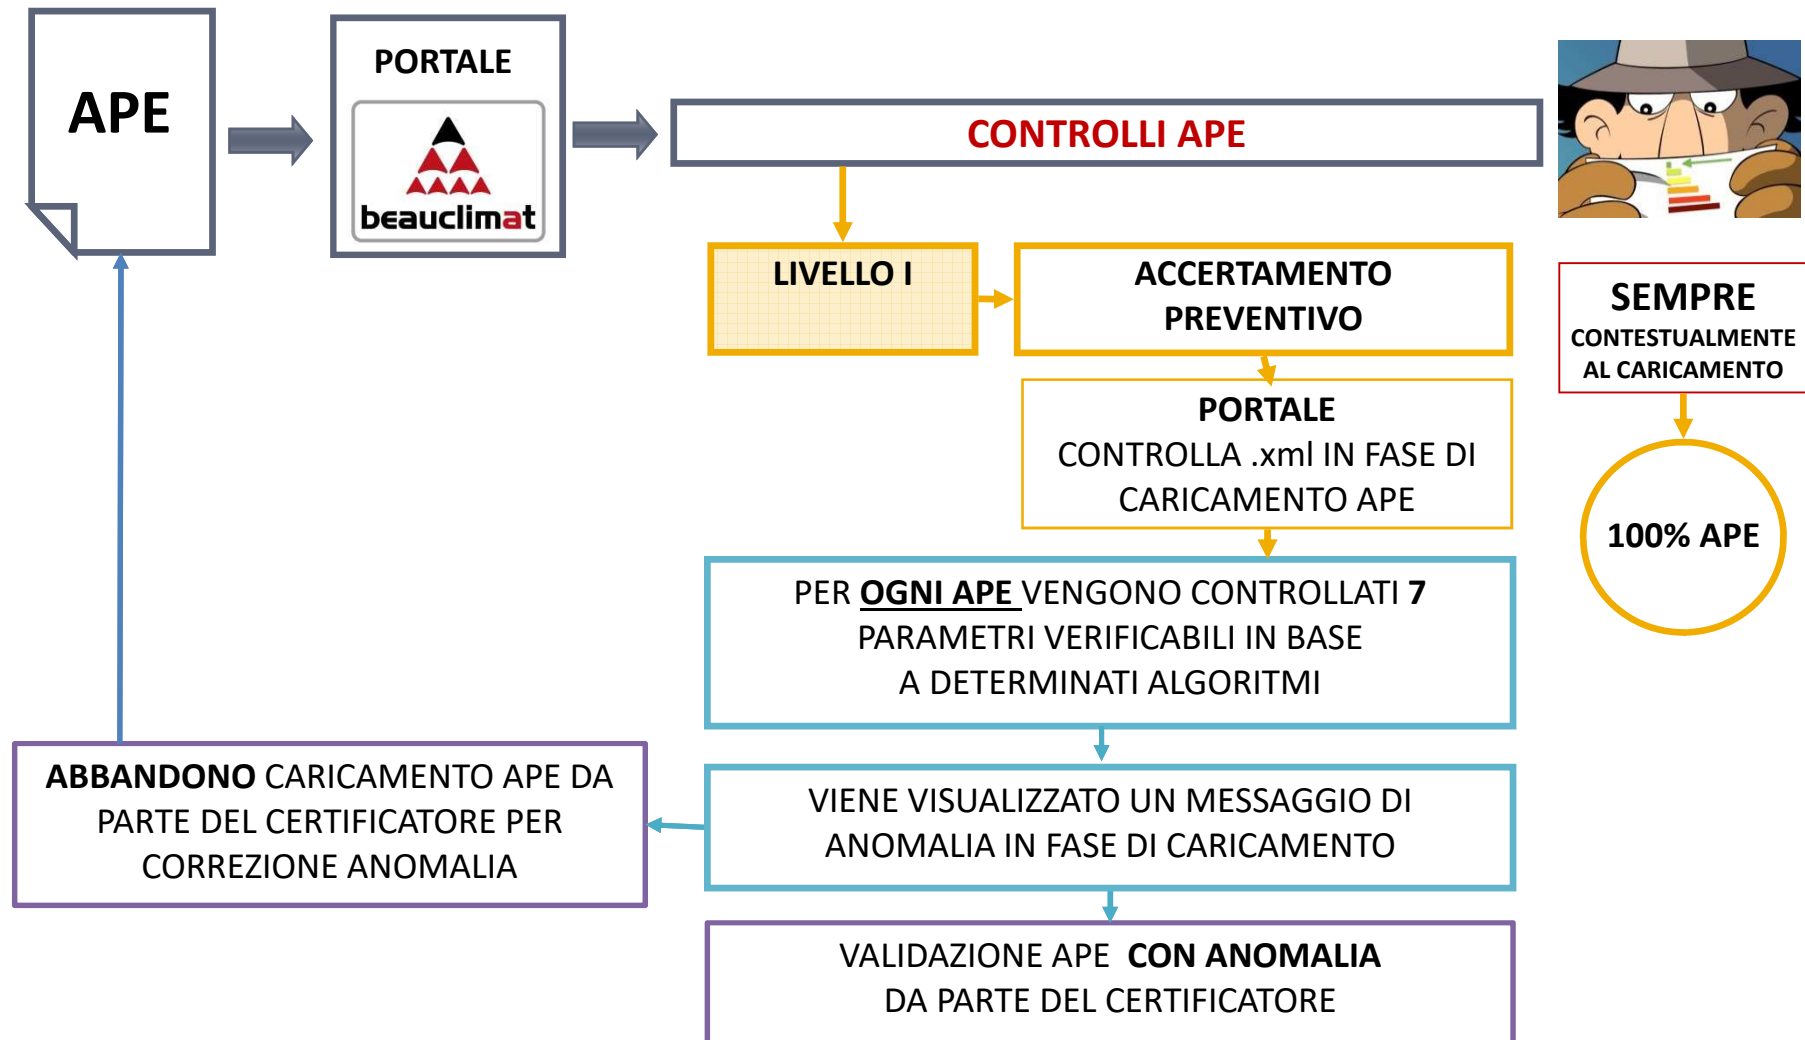 APE
PORTALE
beauclimat
CONTROLLI APE
LIVELLO I
ACCERTAMENTO
PREVENTIVO
SEMPRE
CONTESTUALMENTE
AL CARICAMENTO
PORTALE
CONTROLLA .xml IN FASE DI
CARICAMENTO APE
100% APE
PER OGNI APE VENGONO CONTROLLATI 7
PARAMETRI VERIFICABILI IN BASE
A DETERMINATI ALGORITMI
ABBANDONO CARICAMENTO APE DA
PARTE DEL CERTIFICATORE PER
CORREZIONE ANOMALIA
VIENE VISUALIZZATO UN MESSAGGIO DI
ANOMALIA IN FASE DI CARICAMENTO
VALIDAZIONE APE CON ANOMALIA
DA PARTE DEL CERTIFICATORE